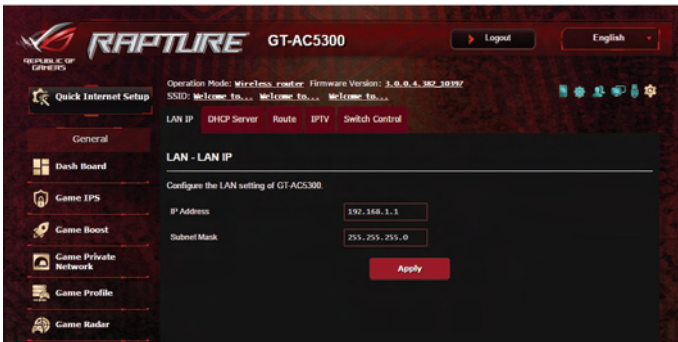 REPUBLIC OF
GAMERS
RAPTURE GT-AC5300 Logout English
Quick Internet Setup
General
Dash Board
Game IPS
Game Boost
Game Private
Network
Game Profile
Game Radar
Operation Mode: Wireless router Firmware Version: 3.0.0.4.382_10397
SSID: Welcome to... Welcome to... Welcome to...
LAN IP DHCP Server Route IPTV Switch Control
LAN - LAN IP
Configure the LAN setting of GT-AC5300.
IP Address 192.168.1.1
Subnet Mask 255.255.255.0
Apply